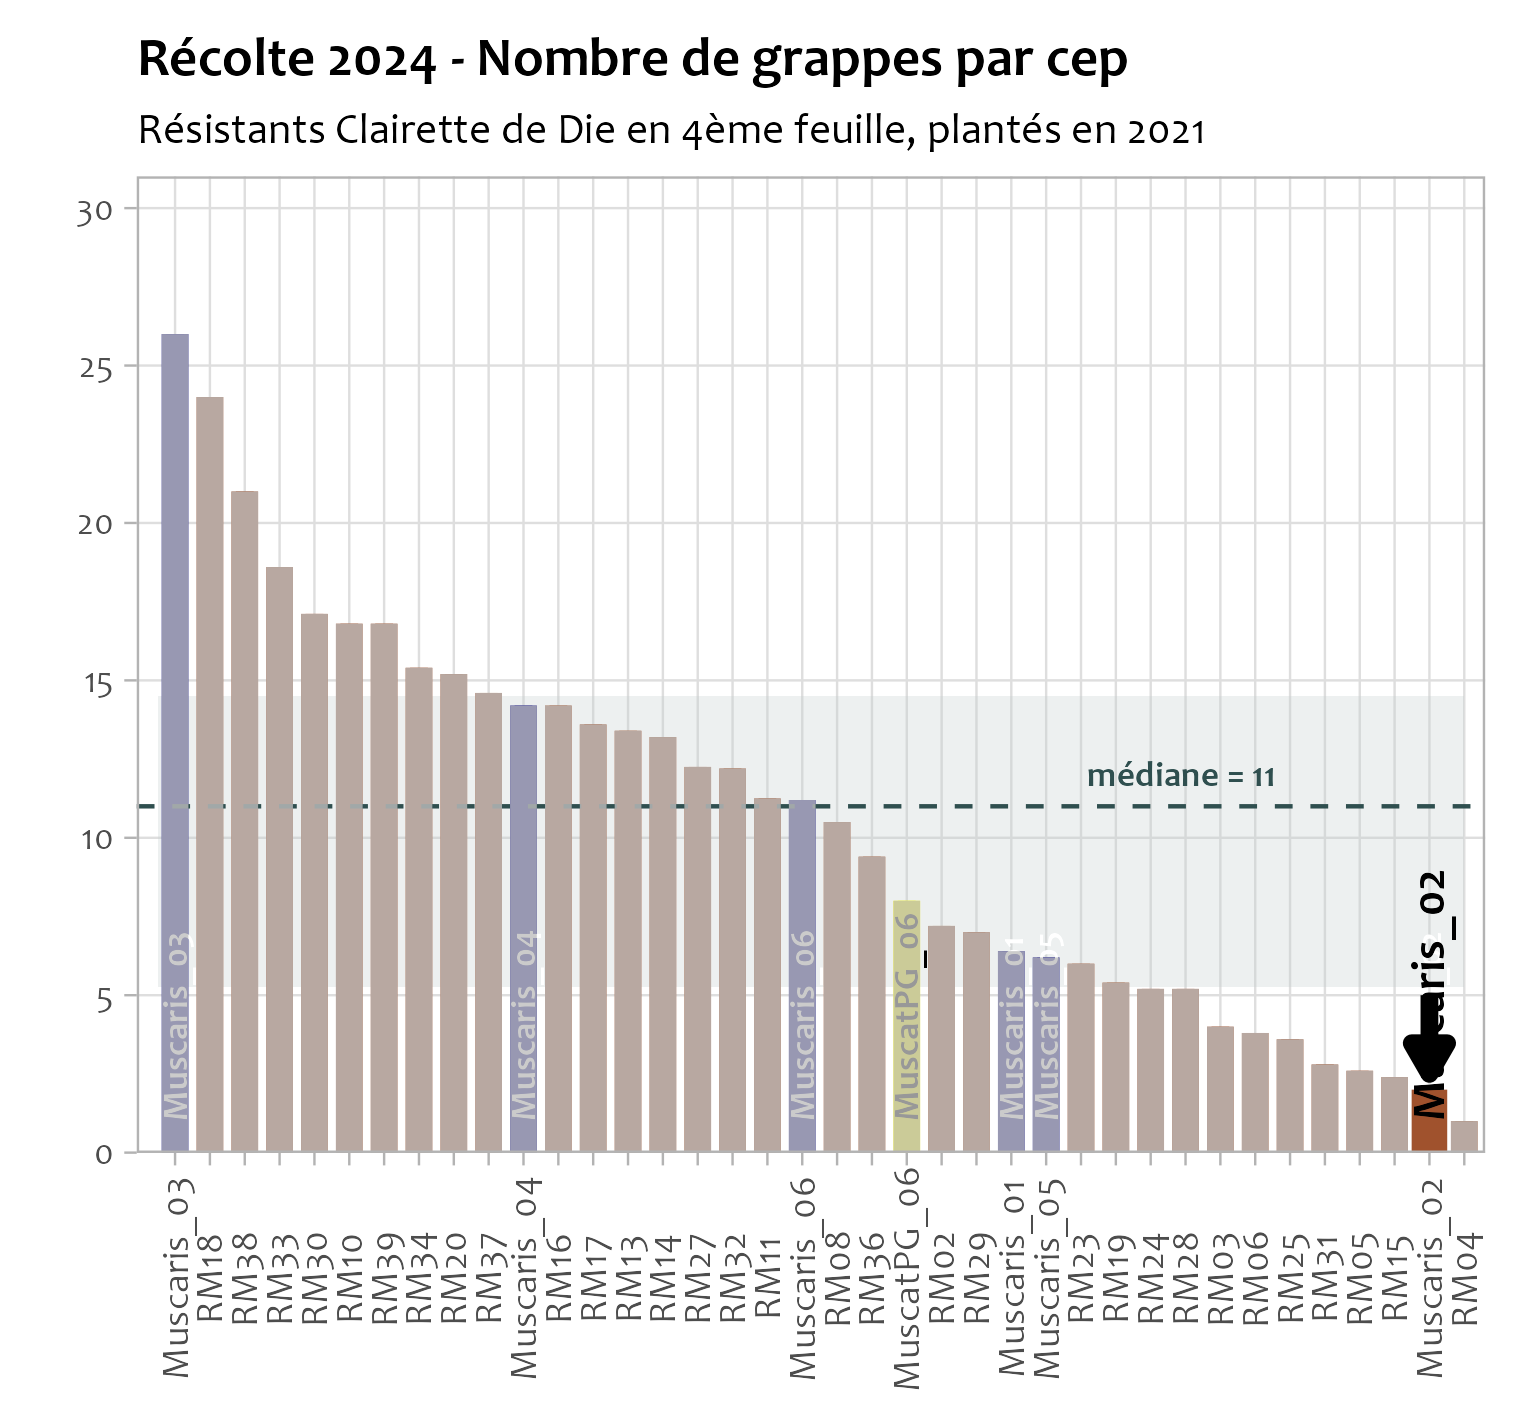 Récolte 2024 - Nombre de grappes par cep
Résistants Clairette de Die en 4ème feuille, plantés en 2021
30
25
20
15
10
5
0
médiane = 11
Muscaris_03
Muscaris_04
Muscaris_06
MuscatPG_06
Muscaris_01
Muscaris_05
Muscaris_02
Muscaris_03
RM18
RM38
RM33
RM30
RM10
RM39
RM34
RM20
RM37
Muscaris_04
RM16
RM17
RM13
RM14
RM27
RM32
RM11
Muscaris_06
RM08
RM36
MuscatPG_06
RM02
RM29
Muscaris_01
Muscaris_05
RM23
RM19
RM24
RM28
RM03
RM06
RM25
RM31
RM05
RM15
Muscaris_02
RM04